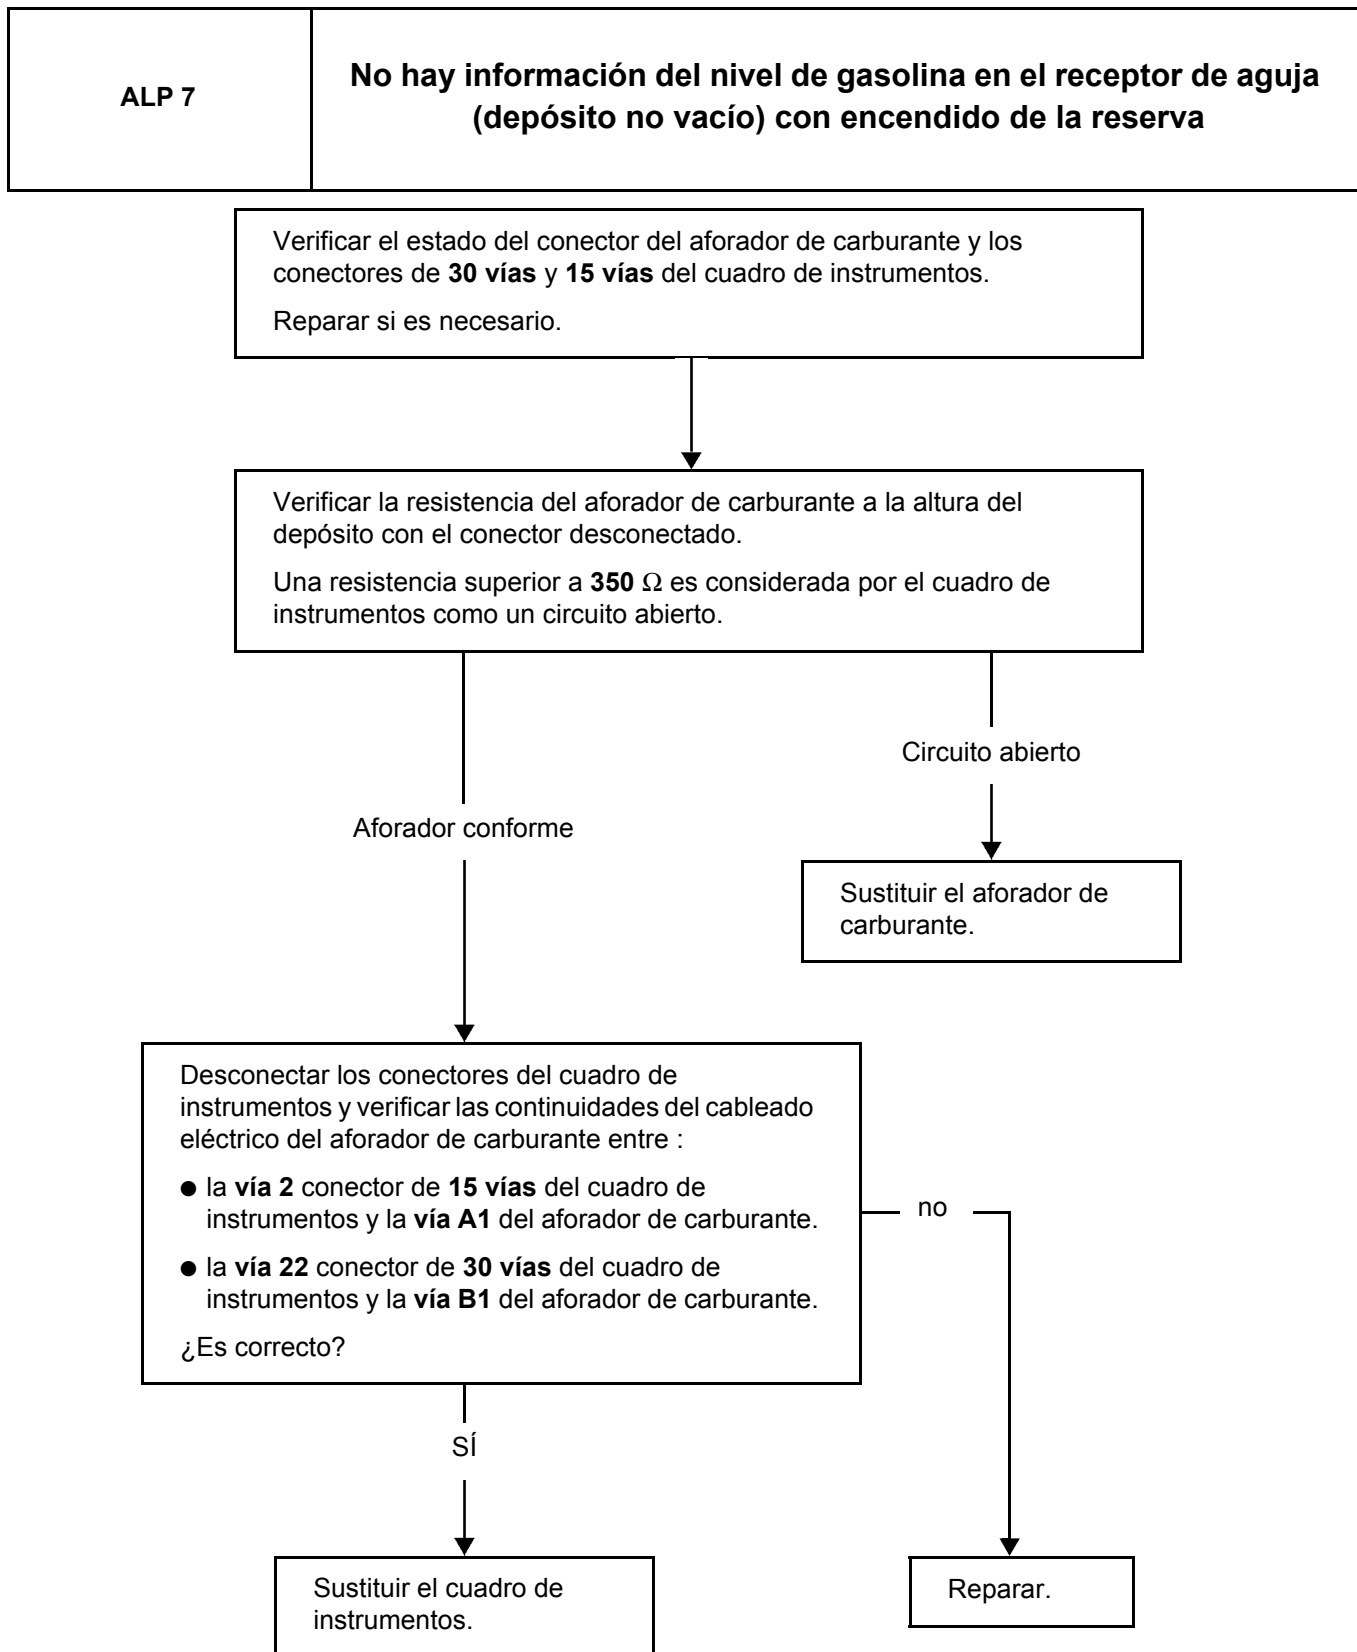 ALP 7
No hay información del nivel de gasolina en el receptor de aguja
(depósito no vacío) con encendido de la reserva
Verificar el estado del conector del aforador de carburante y los
conectores de 30 vías y 15 vías del cuadro de instrumentos.
Reparar si es necesario.
Verificar la resistencia del aforador de carburante a la altura del
depósito con el conector desconectado.
Una resistencia superior a 350 Ω es considerada por el cuadro de
instrumentos como un circuito abierto.
Circuito abierto
Aforador conforme
Sustituir el aforador de
carburante.
Desconectar los conectores del cuadro de
instrumentos y verificar las continuidades del cableado
eléctrico del aforador de carburante entre :
● la vía 2 conector de 15 vías del cuadro de
instrumentos y la vía A1 del aforador de carburante.
● la vía 22 conector de 30 vías del cuadro de
instrumentos y la vía B1 del aforador de carburante.
¿Es correcto?
no
SÍ
Sustituir el cuadro de
instrumentos.
Reparar.